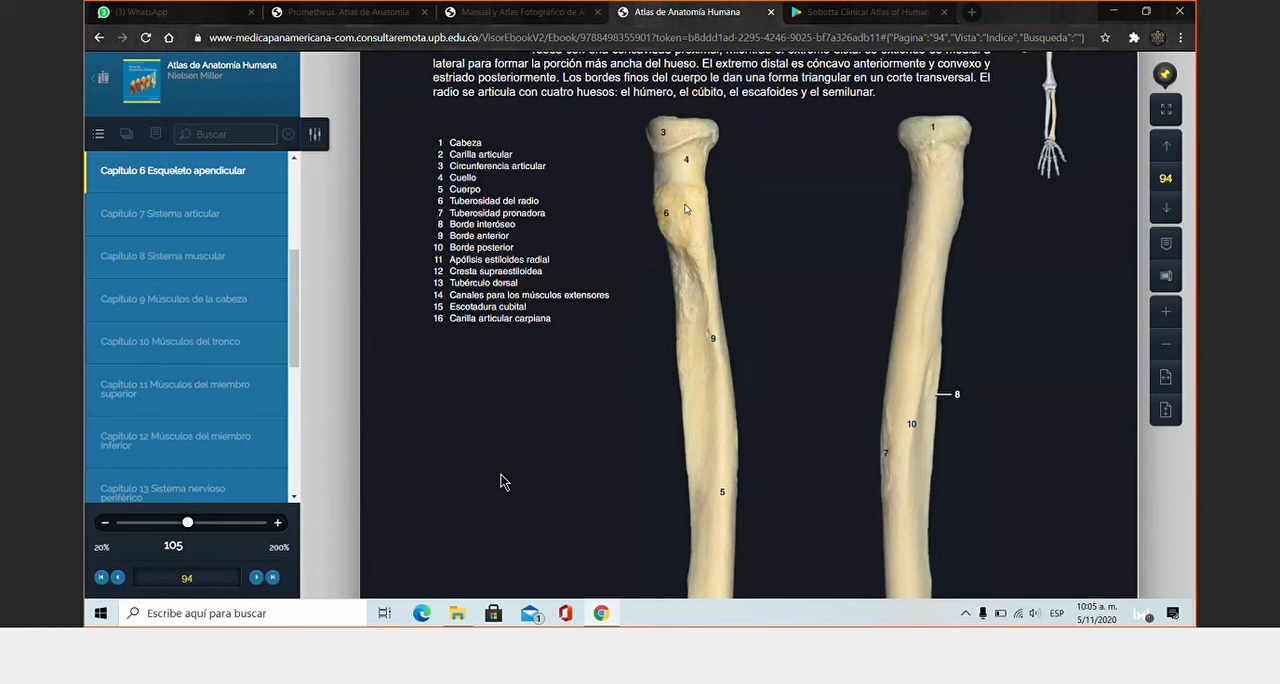 (3) WhatsApp
Prometheus. Atlas de Anatomía
Manual y Atlas Fotográfico de A
Atlas de Anatomía Humana
Sobotta Clinical Atlas of Human
www-medicapanamericana-com.consultaremota.upb.edu.co/VisorEbookV2/Ebook/9788498355901?token=b8ddd1ad-2295-4246-9025-bf7a326adb11#{"Pagina":"94","Vista":"Indice","Busqueda":""}
Atlas de Anatomía Humana
Nielsen Miller
Buscar
Capítulo 6 Esqueleto apendicular
Capítulo 7 Sistema articular
Capítulo 8 Sistema muscular
Capítulo 9 Músculos de la cabeza
Capítulo 10 Músculos del tronco
Capítulo 11 Músculos del miembro
superior
Capítulo 12 Músculos del miembro
inferior
Capítulo 13 Sistema nervioso
periférico
20%
105
200%
94
lateral para formar la porción más ancha del hueso. El extremo distal es cóncavo anteriormente y convexo y
estriado posteriormente. Los bordes finos del cuerpo le dan una forma triangular en un corte transversal. El
radio se articula con cuatro huesos: el húmero, el cúbito, el escafoides y el semilunar.
1 Cabeza
2 Carilla articular
3 Circunferencia articular
4 Cuello
5 Cuerpo
6 Tuberosidad del radio
7 Tuberosidad pronadora
8 Borde interóseo
9 Borde anterior
10 Borde posterior
11 Apófisis estiloides radial
12 Cresta supraestiloidea
13 Tubérculo dorsal
14 Canales para los músculos extensores
15 Escotadura cubital
16 Carilla articular carpiana
3
4
6
9
5
1
8
10
7
94
Escribe aquí para buscar
1
ESP
10:05 a. m.
5/11/2020